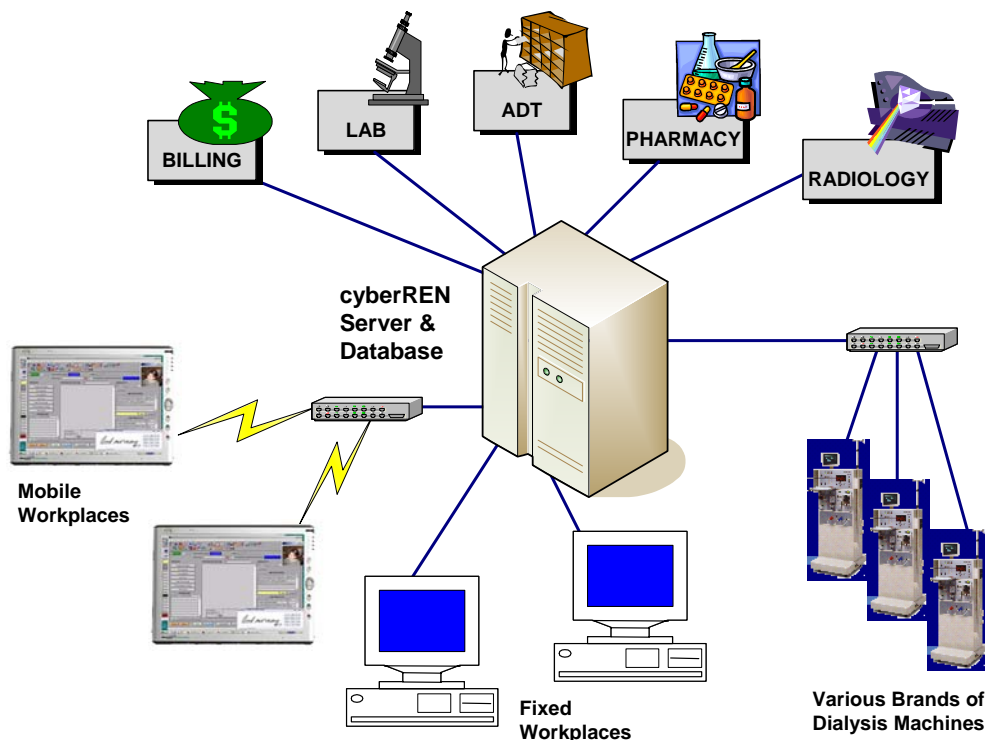 BILLING
LAB
ADT
PHARMACY
RADIOLOGY
cyberREN
Server &
Database
Mobile
Workplaces
Fixed
Workplaces
Various Brands of
Dialysis Machines